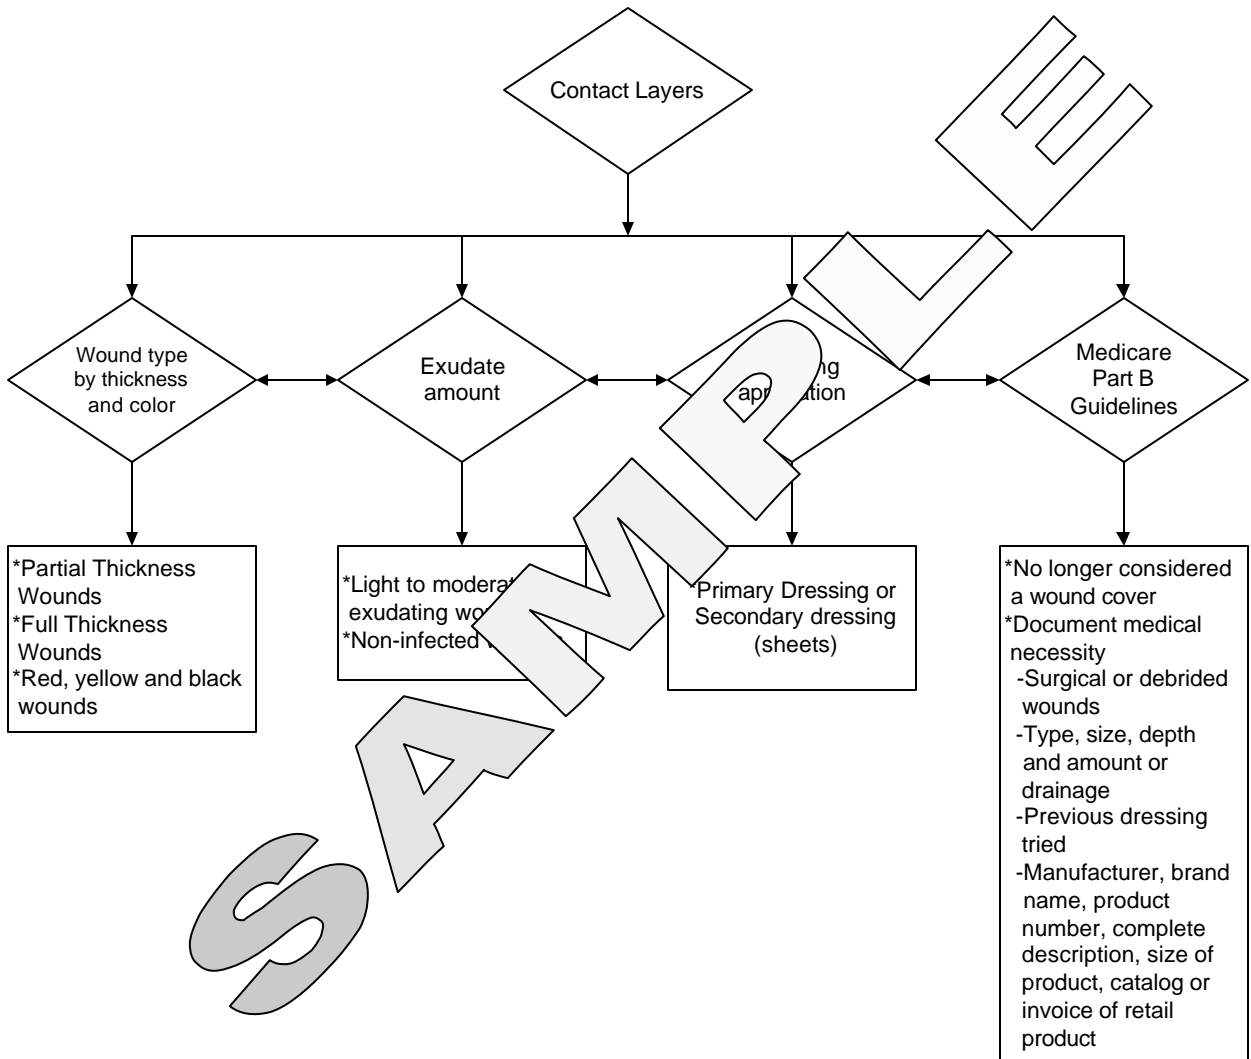 Contact Layers
Wound type
by thickness
and color
Exudate
amount
Medicare
Part B
Guidelines
*Partial Thickness
Wounds
*Full Thickness
Wounds
*Red, yellow and black
wounds
*Light to
exudating
*Non-infected
*Primary Dressing or
Secondary dressing
(sheets)
*No longer considered
a wound cover
*Document medical
necessity
-Surgical or debrided
wounds
-Type, size, depth
and amount or
drainage
-Previous dressing
tried
-Manufacturer, brand
name, product
number, complete
description, size of
product, catalog or
invoice of retail
product
SAMPLE